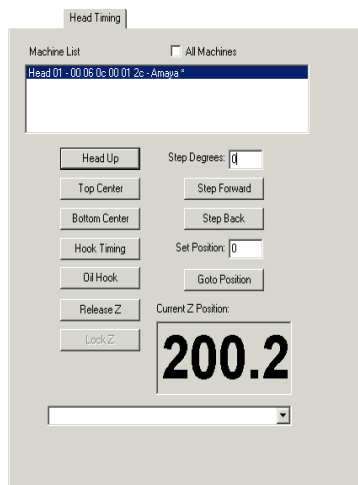 Head Timing
Machine List
All Machines
Head 01 - 00 06 0c 00 01 2c - Amaya *
Head Up
Step Degrees: 0
Top Center
Step Forward
Bottom Center
Step Back
Hook Timing
Set Position: 0
Oil Hook
Goto Position
Release Z
Current Z Position:
Lock Z
200.2